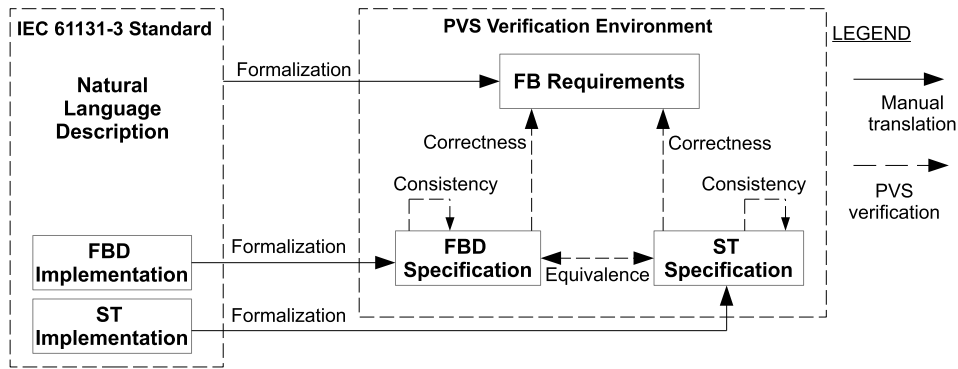 IEC 61131-3 Standard
Natural
Language
Description
FBD
Implementation
ST
Implementation
Formalization
Formalization
Formalization
PVS Verification Environment
FB Requirements
Correctness
Correctness
Consistency
Consistency
FBD
Specification
Equivalence
ST
Specification
LEGEND
Manual
translation
PVS
verification